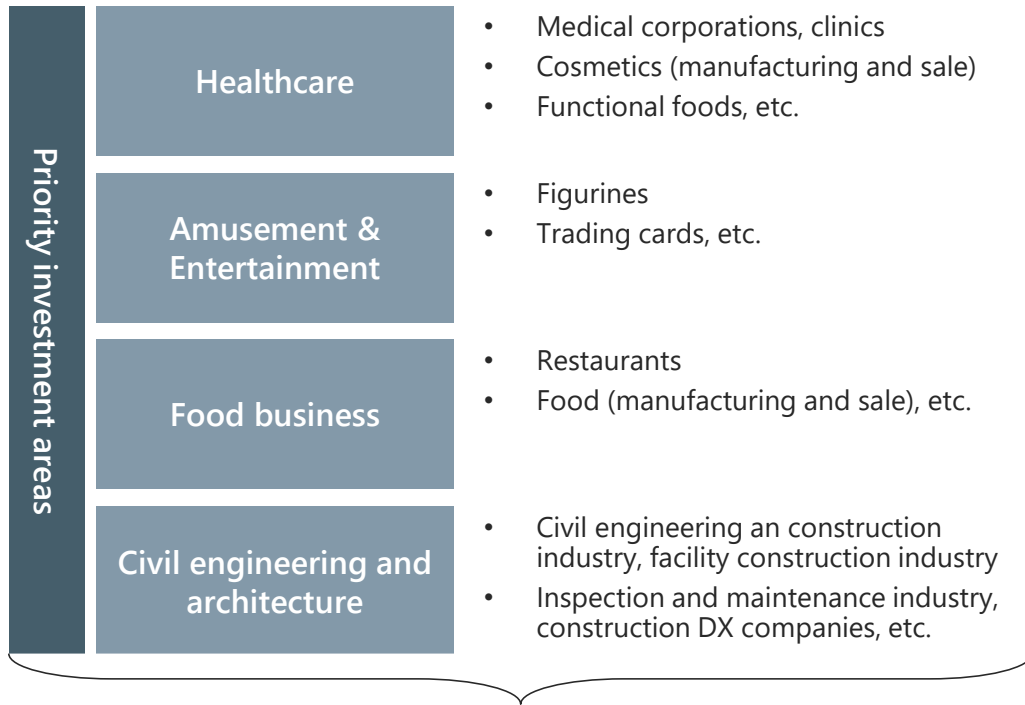 Priority investment areas
Healthcare
• Medical corporations, clinics
• Cosmetics (manufacturing and sale)
• Functional foods, etc.
Amusement &
Entertainment
• Figurines
• Trading cards, etc.
Food business
• Restaurants
• Food (manufacturing and sale), etc.
Civil engineering and
architecture
• Civil engineering an construction
industry, facility construction industry
• Inspection and maintenance industry,
construction DX companies, etc.